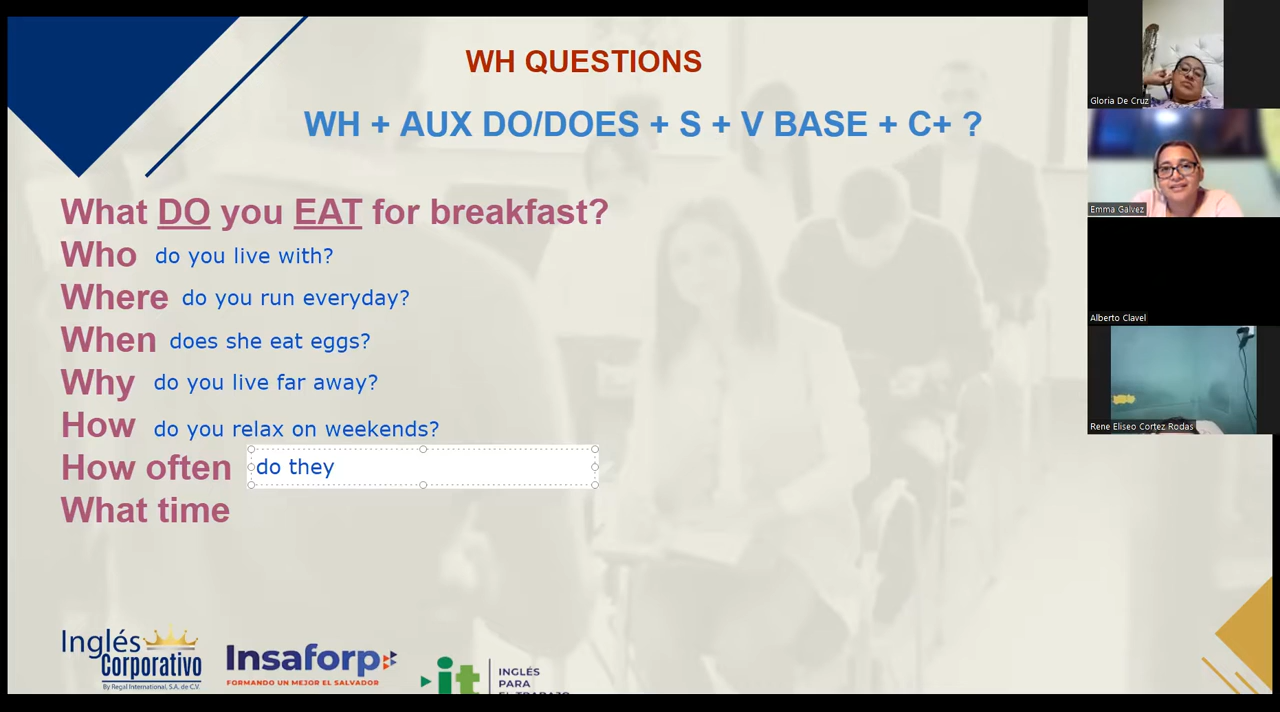 WH QUESTIONS
WH + AUX DO/DOES + S + V BASE + C+ ?
What DO you EAT for breakfast?
Who do you live with?
Where do you run everyday?
When does she eat eggs?
Why do you live far away?
How do you relax on weekends?
How often do they
What time
Inglés
Corporativo
By Regal International, S.A. de C.V.
Insaforp
FORMANDO UN MEJOR EL SALVADOR
it
INGLÉS
PARA
EL TRABAJO
Gloria De Cruz
Emma Galvez
Alberto Clavel
Rene Eliseo Cortez Rodas